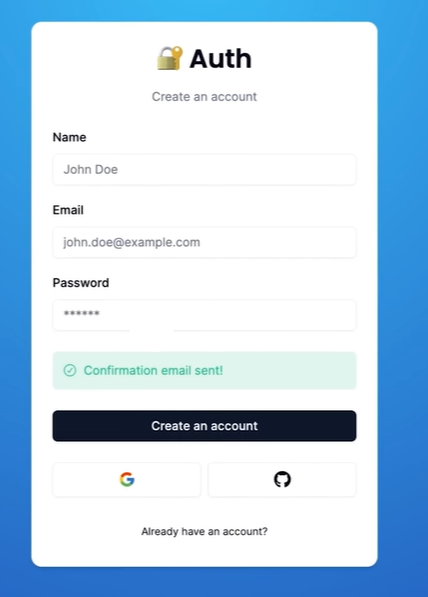 🔐 Auth
Create an account
Name
John Doe
Email
john.doe@example.com
Password
******
Confirmation email sent!
Create an account
Already have an account?